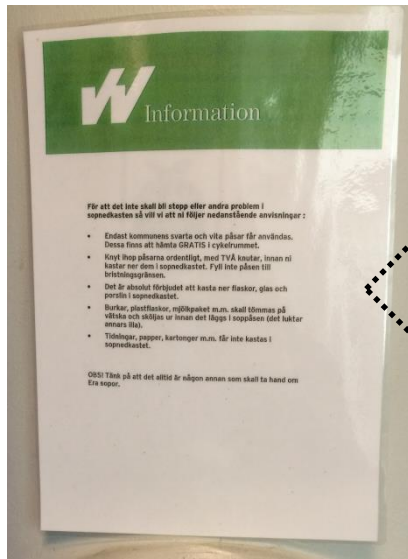 W
Information
För att det inte skall bli stopp eller andra problem i
sopnedkasten så vill vi att ni följer nedanstående anvisningar :
• Endast kommunens svarta och vita påsar får användas.
Dessa finns att hämta GRATIS i cykelrummet.
• Knyt ihop påsarna ordentligt, med TVÅ knutar, innan ni
kastar ner dem i sopnedkastet. Fyll inte påsen till
bristningsgränsen.
• Det är absolut förbjudet att kasta ner flaskor, glas och
porslin i sopnedkastet.
• Burkar, plastflaskor, mjölkpaket m.m. skall tömmas på
vätska och sköljas ur innan det läggs i soppåsen (det luktar
annars illa).
• Tidningar, papper, kartonger m.m. får inte kastas i
sopnedkastet.
OBS! Tänk på att det alltid är någon annan som skall ta hand om
Era sopor.